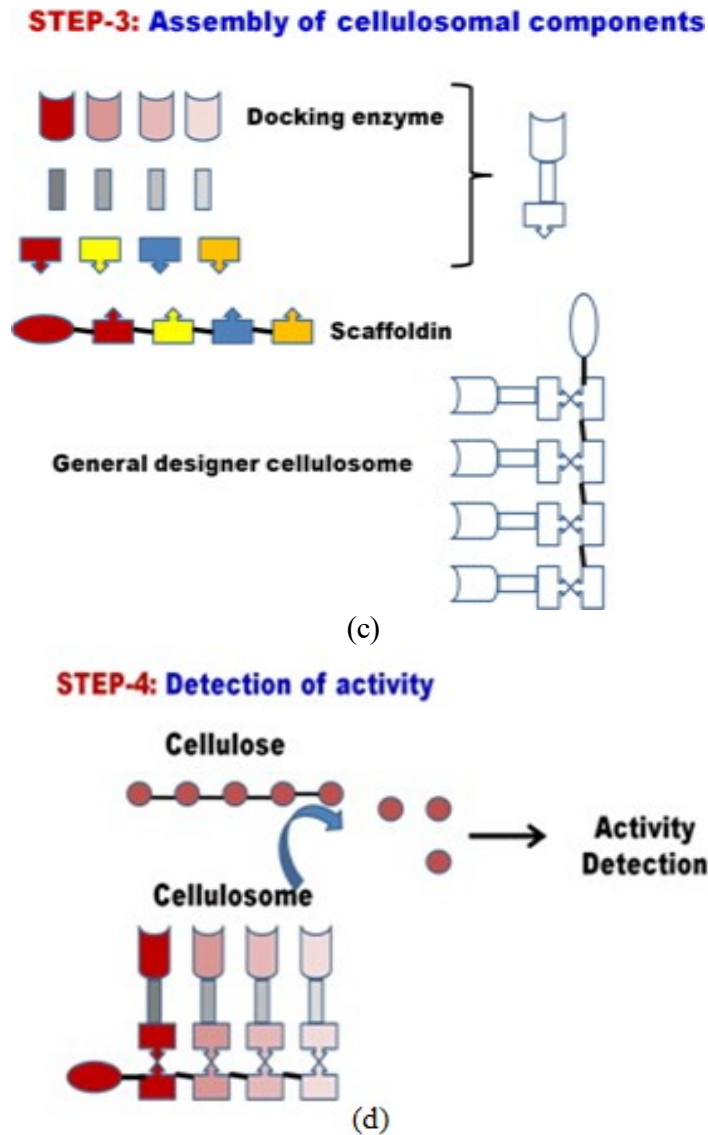 STEP-3: Assembly of cellulosomal components
Docking enzyme
Scaffoldin
General designer cellulosome
(c)
STEP-4: Detection of activity
Cellulose
Activity
Detection
Cellulosome
(d)